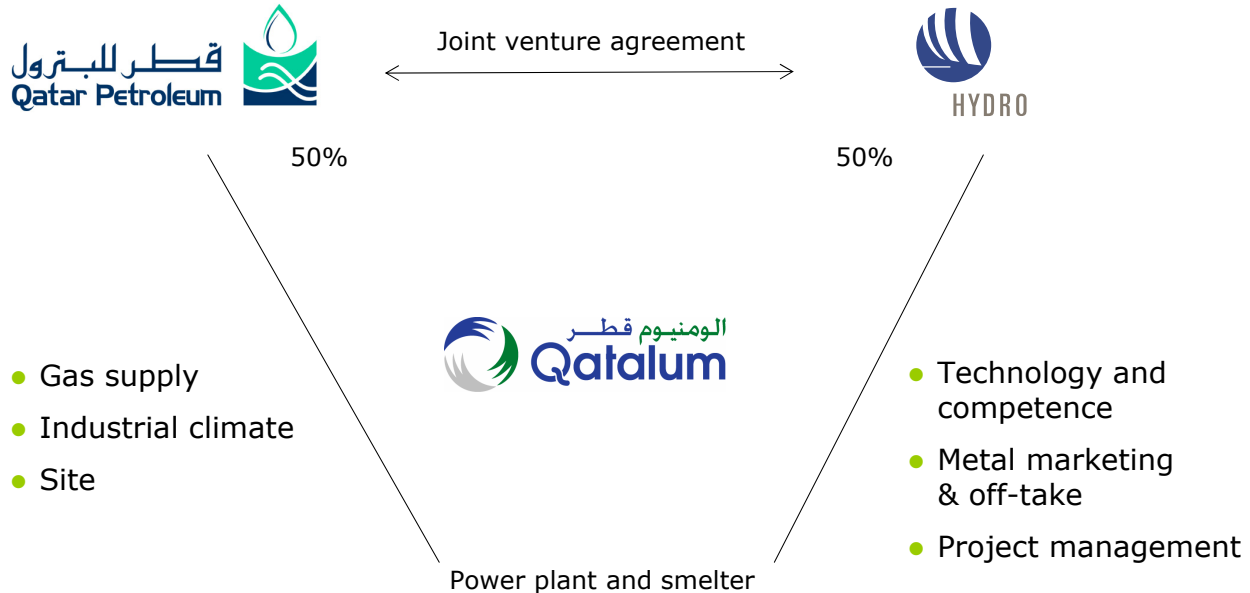 قطر للبترول
Qatar Petroleum
Joint venture agreement
HYDRO
50%
50%
الومنيوم قطر
Qatalum
Gas supply
Industrial climate
Site
Technology and
competence
Metal marketing
& off-take
Project management
Power plant and smelter